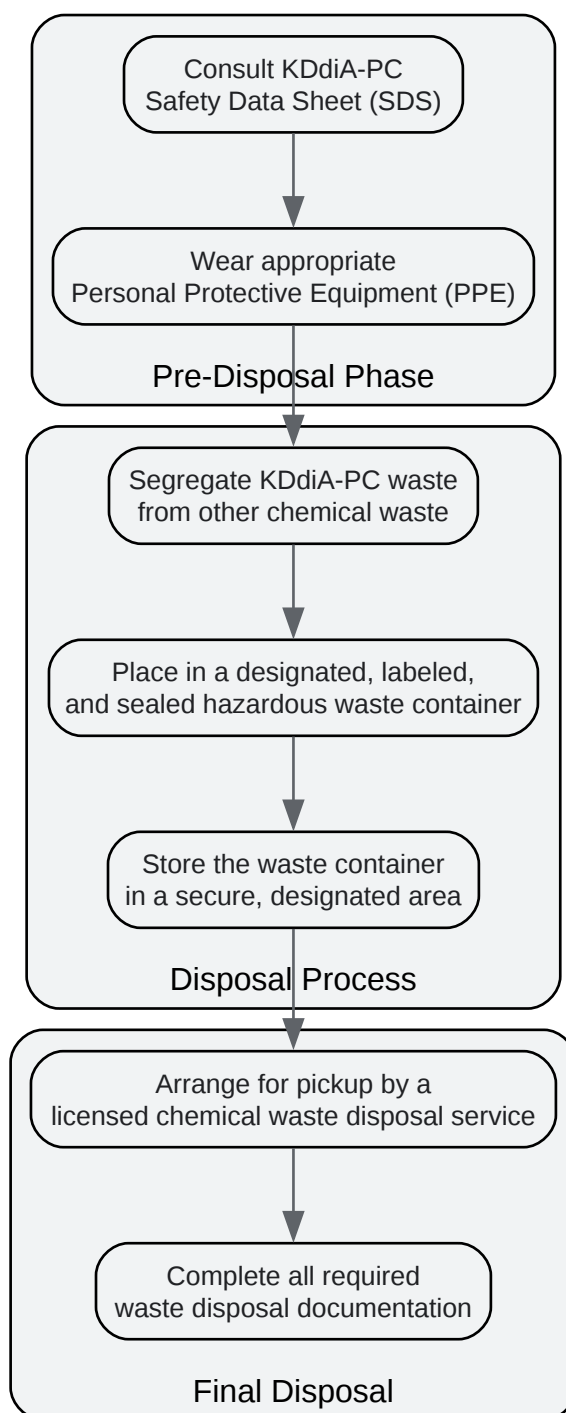 Consult KDdiA-PC
Safety Data Sheet (SDS)
Wear appropriate
Personal Protective Equipment (PPE)
Pre-Disposal Phase
Segregate KDdiA-PC waste
from other chemical waste
Place in a designated, labeled,
and sealed hazardous waste container
Store the waste container
in a secure, designated area
Disposal Process
Arrange for pickup by a
licensed chemical waste disposal service
Complete all required
waste disposal documentation
Final Disposal